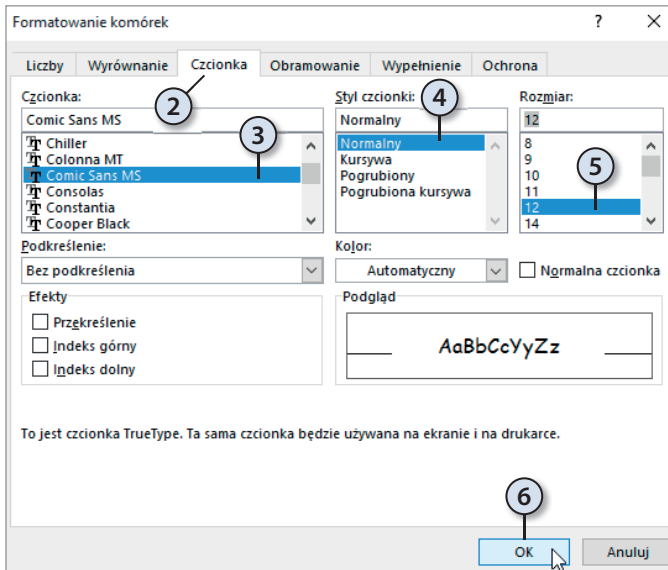 Formatowanie komórek ? X
Liczby Wyrównanie Czcionka Obramowanie Wypełnienie Ochrona
2
Czcionka: Styl czcionki: 4 Rozmiar:
Comic Sans MS Normalny 12
3
Chiller Normalny 8
Colonna MT Kursywa 9
Comic Sans MS Pogrubiony 10 5
Consolas Pogrubiona kursywa 11
Constantia 12
Cooper Black 14
Podkreślenie: Kolor:
Bez podkreślenia Automatyczny Normalna czcionka
Efekty Podgląd
Przekreślenie
Indeks górny AaBbCcYyZz
Indeks dolny
To jest czcionka TrueType. Ta sama czcionka będzie używana na ekranie i na drukarce.
6
OK Anuluj